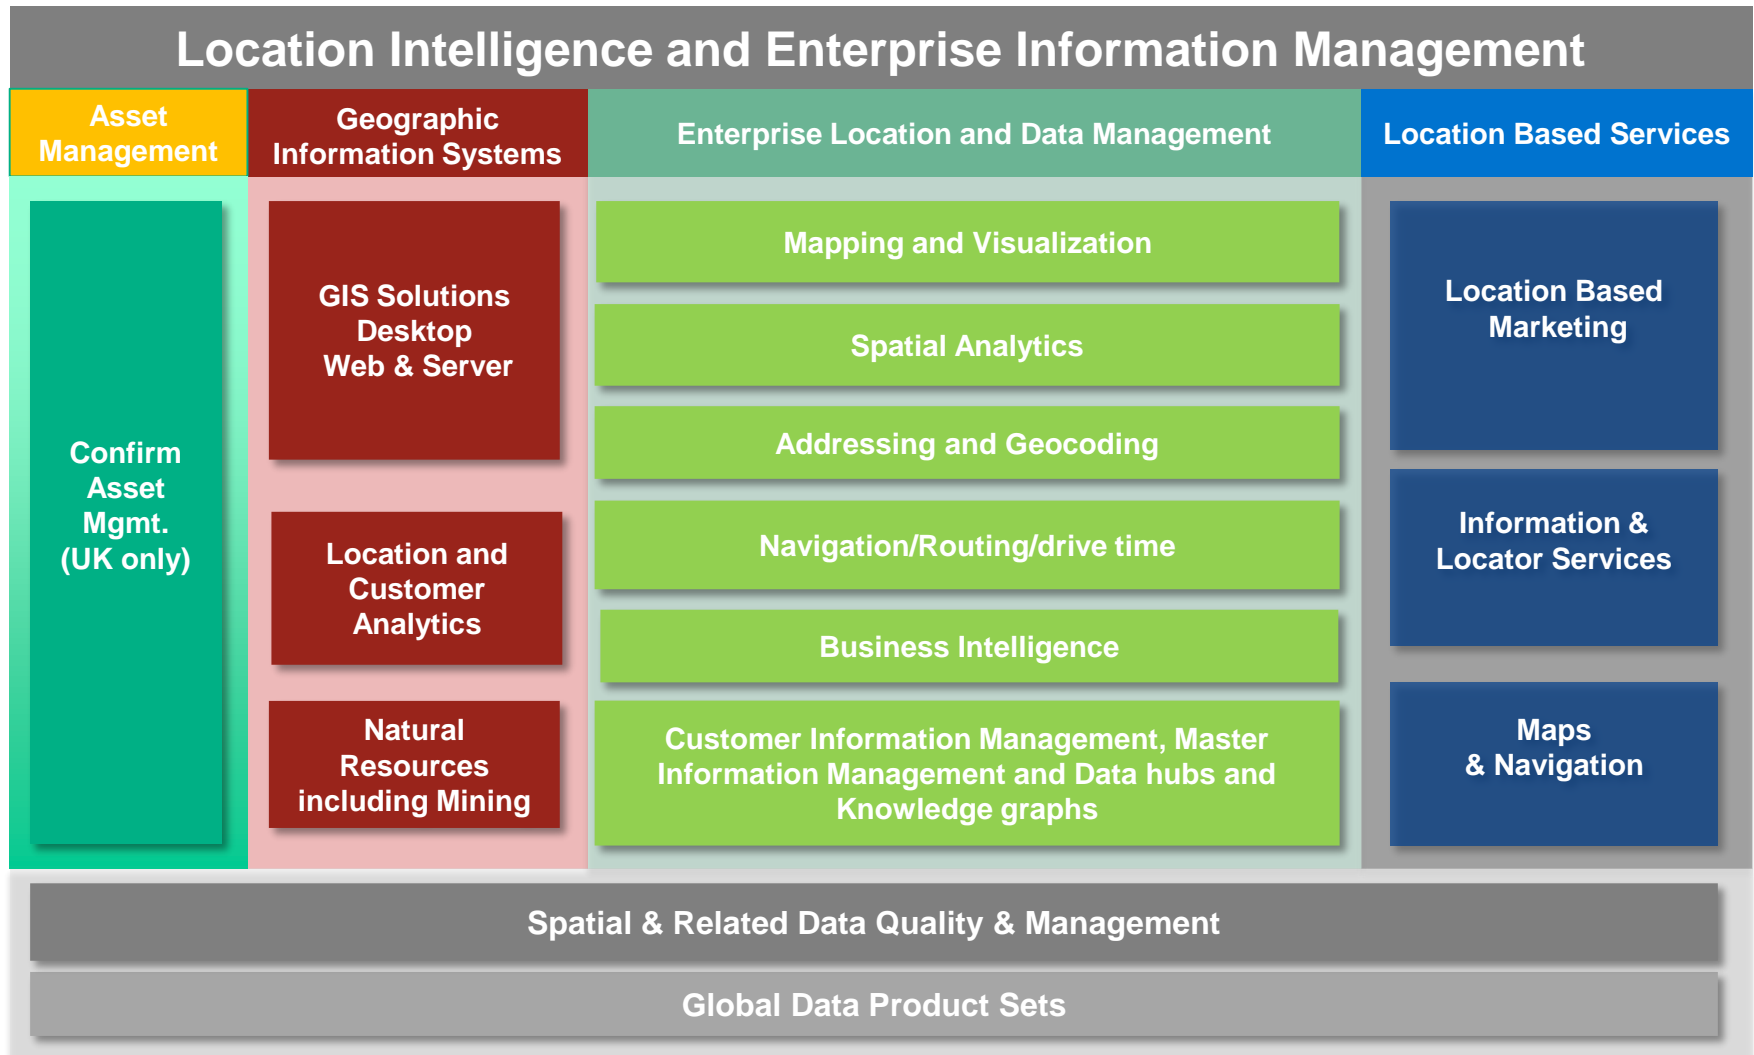 Location Intelligence and Enterprise Information Management
Asset
Management
Geographic
Information Systems
Enterprise Location and Data Management
Location Based Services
Confirm
Asset
Mgmt.
(UK only)
GIS Solutions
Desktop
Web & Server
Location and
Customer
Analytics
Natural
Resources
including Mining
Mapping and Visualization
Spatial Analytics
Addressing and Geocoding
Navigation/Routing/drive time
Business Intelligence
Customer Information Management, Master
Information Management and Data hubs and
Knowledge graphs
Location Based
Marketing
Information &
Locator Services
Maps
& Navigation
Spatial & Related Data Quality & Management
Global Data Product Sets